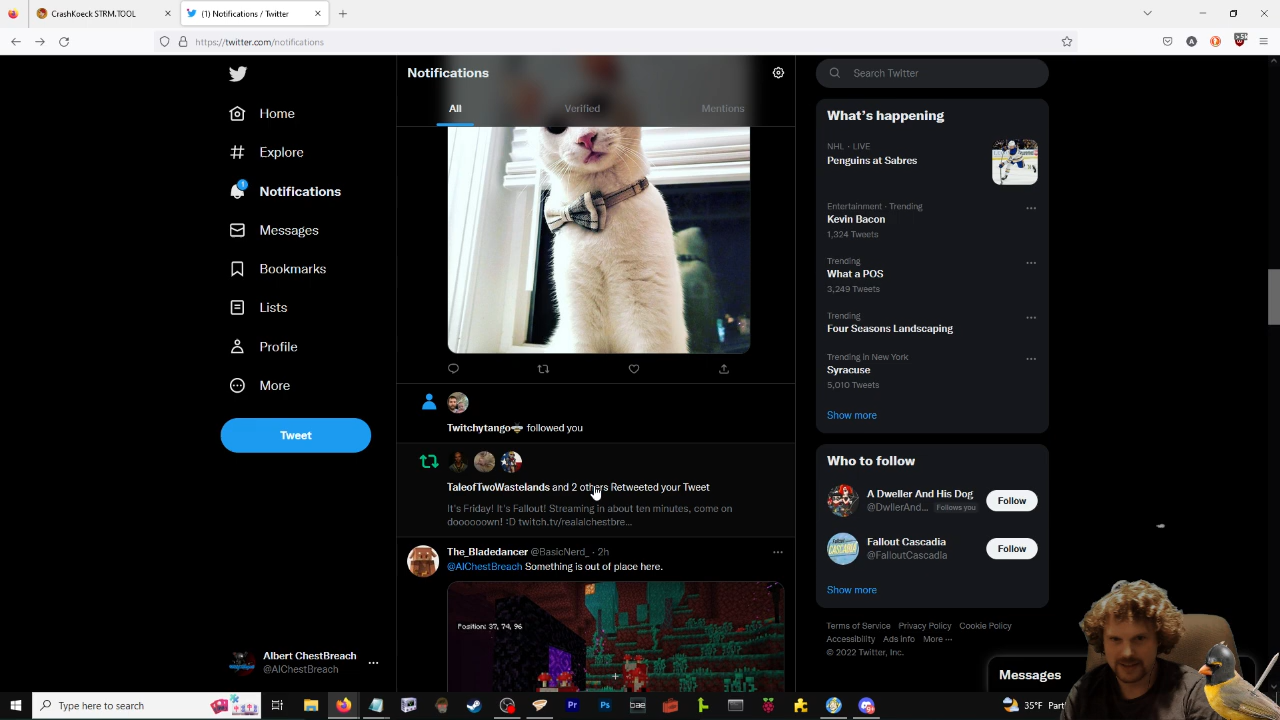 CrashKoeck STRM.TOOL
(1) Notifications / Twitter
https://twitter.com/notifications
Home
Explore
1
Notifications
Messages
Bookmarks
Lists
Profile
More
Tweet
Albert ChestBreach
@AlChestBreach
Notifications
All
Verified
Mentions
Twitchytango followed you
TaleofTwoWastelands and 2 others Retweeted your Tweet
It's Friday! It's Fallout! Streaming in about ten minutes, come on
doooooown! :D twitch.tv/realalchestbre...
The_Bladedancer @BasicNerd_ · 2h
@AlChestBreach Something is out of place here.
Position: 37, 74, 96
Search Twitter
What's happening
NHL · LIVE
Penguins at Sabres
Entertainment · Trending
Kevin Bacon
1,324 Tweets
Trending
What a POS
3,249 Tweets
Trending
Four Seasons Landscaping
Trending in New York
Syracuse
5,010 Tweets
Show more
Who to follow
A Dweller And His Dog
@DwllerAnd... Follows you
Follow
Fallout Cascadia
@FalloutCascadia
Follow
Show more
Terms of Service Privacy Policy Cookie Policy
Accessibility Ads info More
© 2022 Twitter, Inc.
Messages
Type here to search
Pr
Ps
bae
35°F